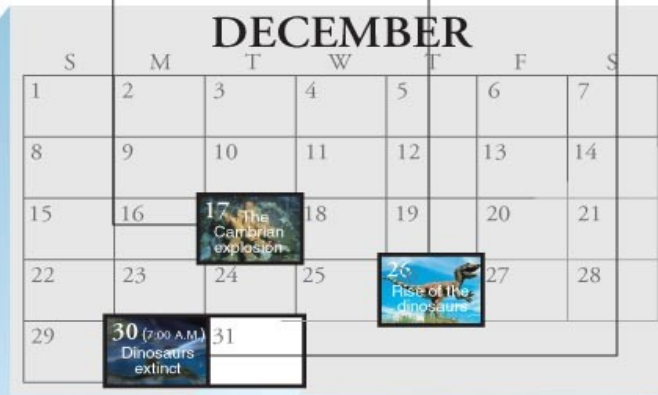 DECEMBER
S M T W T F S
1 2 3 4 5 6 7
8 9 10 11 12 13 14
15 16 17 The Cambrian explosion 18 19 20 21
22 23 24 25 26 Rise of the dinosaurs 27 28
29 30 (7:00 A.M.) Dinosaurs extinct 31